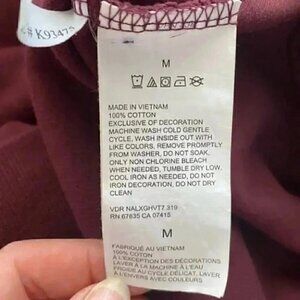 K93475
M
MADE IN VIETNAM
100% COTTON
EXCLUSIVE OF DECORATION
MACHINE WASH COLD GENTLE
CYCLE, WASH INSIDE OUT WITH
LIKE COLORS, REMOVE PROMPTLY
FROM WASHER, DO NOT SOAK,
ONLY NON CHLORINE BLEACH
WHEN NEEDED, TUMBLE DRY LOW,
COOL IRON AS NEEDED, DO NOT
IRON DECORATION, DO NOT DRY
CLEAN
VDR NALXGHVT7 319
RN 67835 CA 07415
M
FABRIQUÉ AU VIETNAM
100% COTON
À L'EXCEPTION DES DÉCORATIONS
LAVER À LA MACHINE À L'EAU
FROIDE AU CYCLE DÉLICAT, LAVER